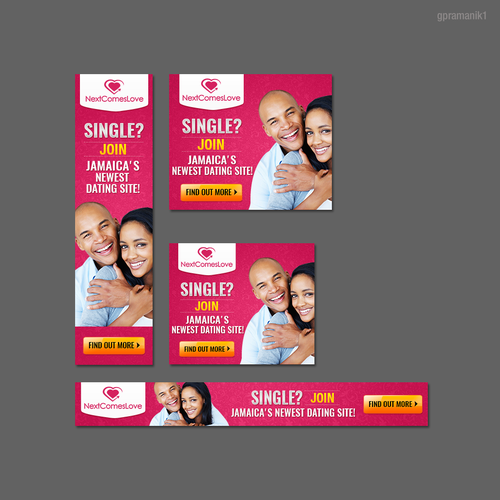 gpramanik1
NextComesLove
SINGLE?
JOIN
JAMAICA'S
NEWEST
DATING SITE!
FIND OUT MORE
NextComesLove
SINGLE?
JOIN
JAMAICA'S
NEWEST DATING SITE!
FIND OUT MORE
NextComesLove
SINGLE?
JOIN
JAMAICA'S
NEWEST DATING SITE!
FIND OUT MORE
NextComesLove
SINGLE? JOIN
JAMAICA'S NEWEST DATING SITE!
FIND OUT MORE